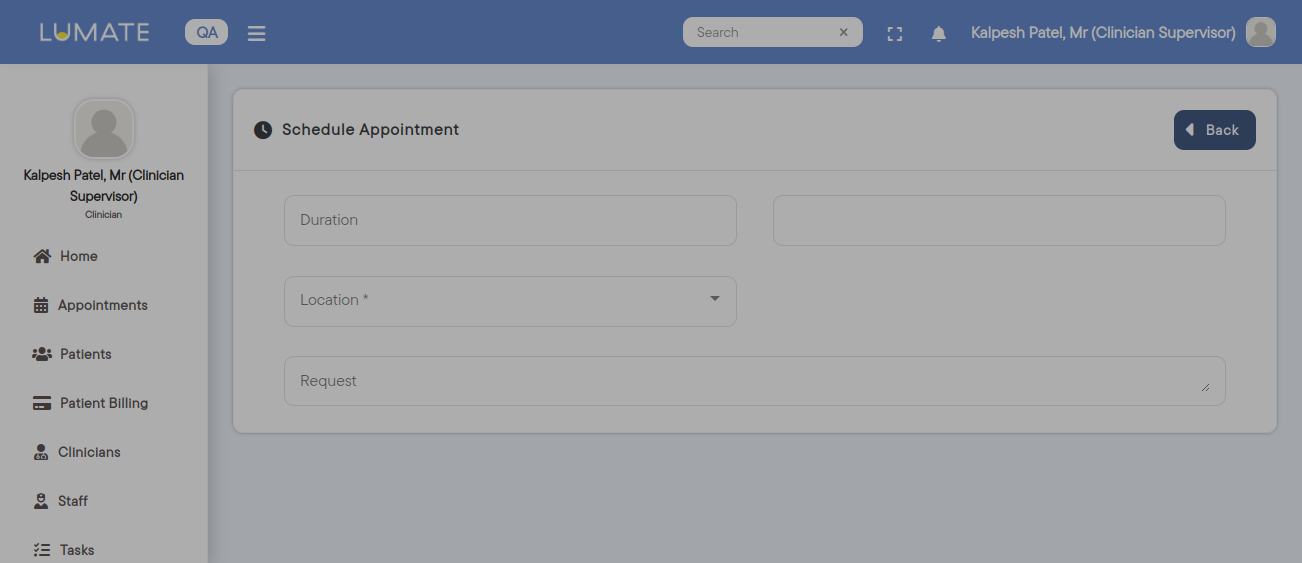 LUMATE QA Search × Kalpesh Patel, Mr (Clinician Supervisor)
Kalpesh Patel, Mr (Clinician
Supervisor)
Clinician
Home
Appointments
Patients
Patient Billing
Clinicians
Staff
Tasks
Schedule Appointment Back
Duration
Location *
Request